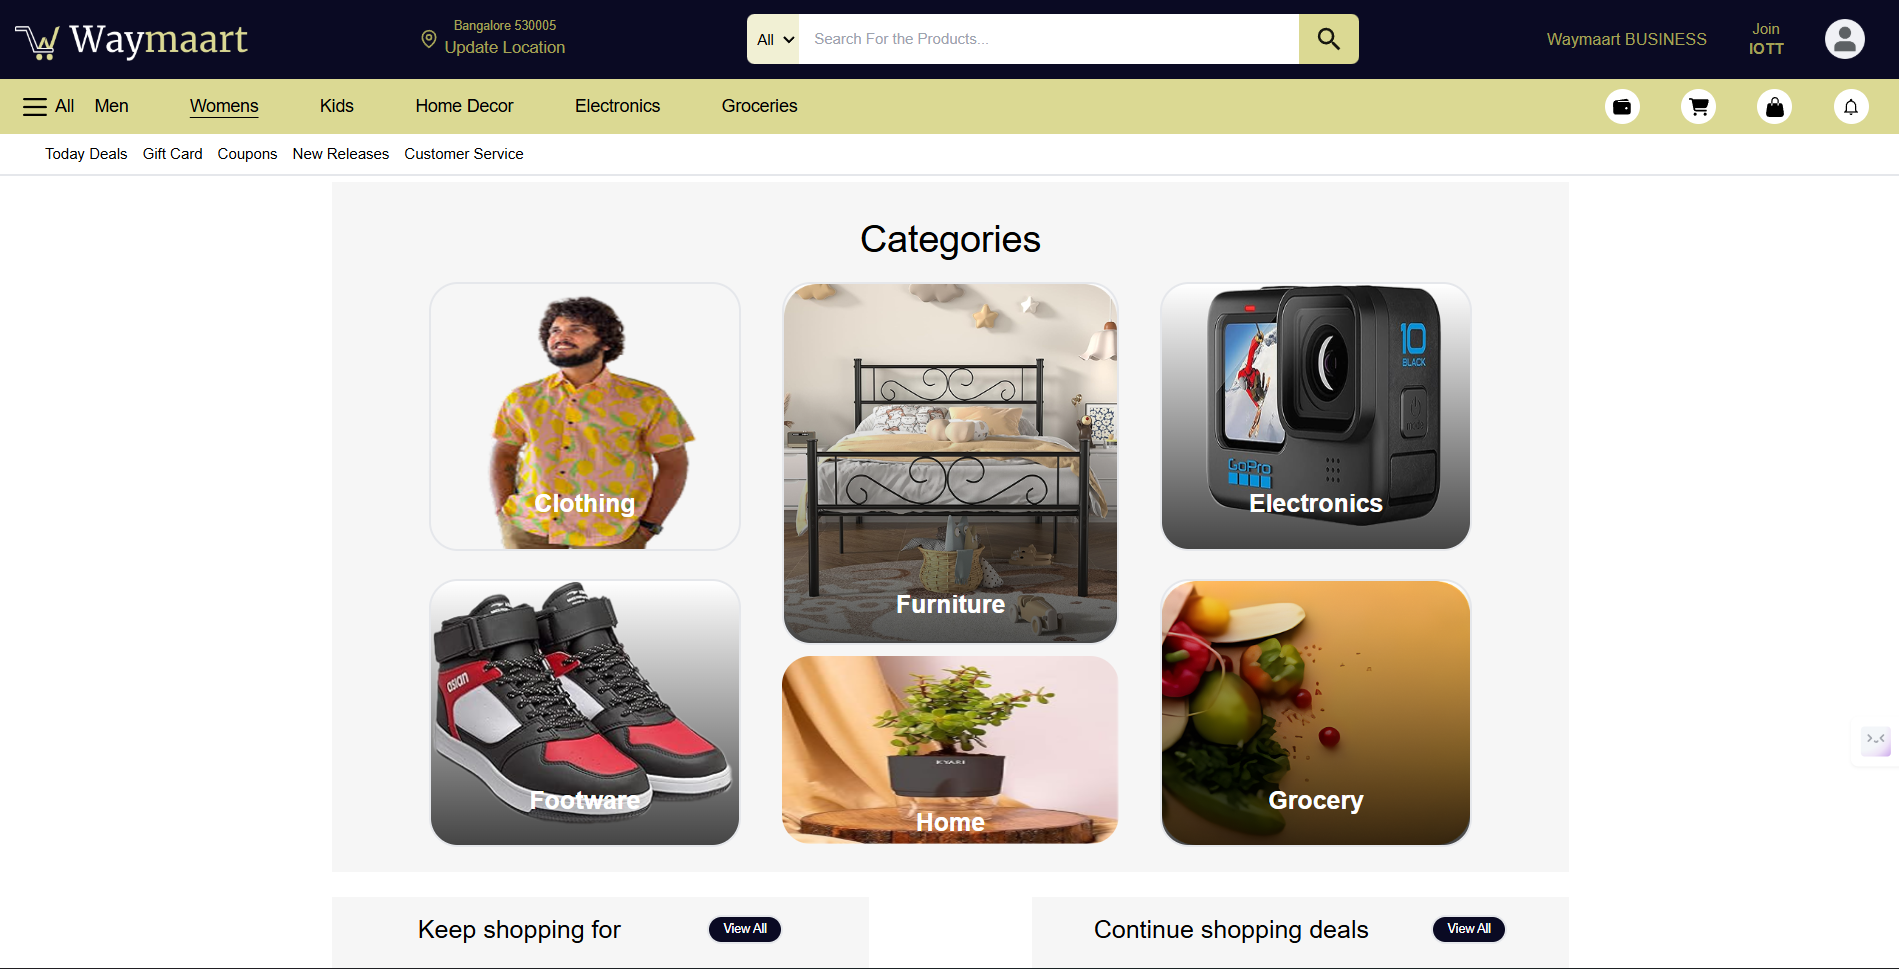 Waymaart
Bangalore 530005
Update Location
All
Search For the Products...
Waymaart BUSINESS
Join
IOTT
All
Men
Womens
Kids
Home Decor
Electronics
Groceries
Today Deals
Gift Card
Coupons
New Releases
Customer Service
Categories
Clothing
Furniture
10
BLACK
GoPro
Electronics
asian
Footware
KYARI
Home
Grocery
Keep shopping for
View All
Continue shopping deals
View All